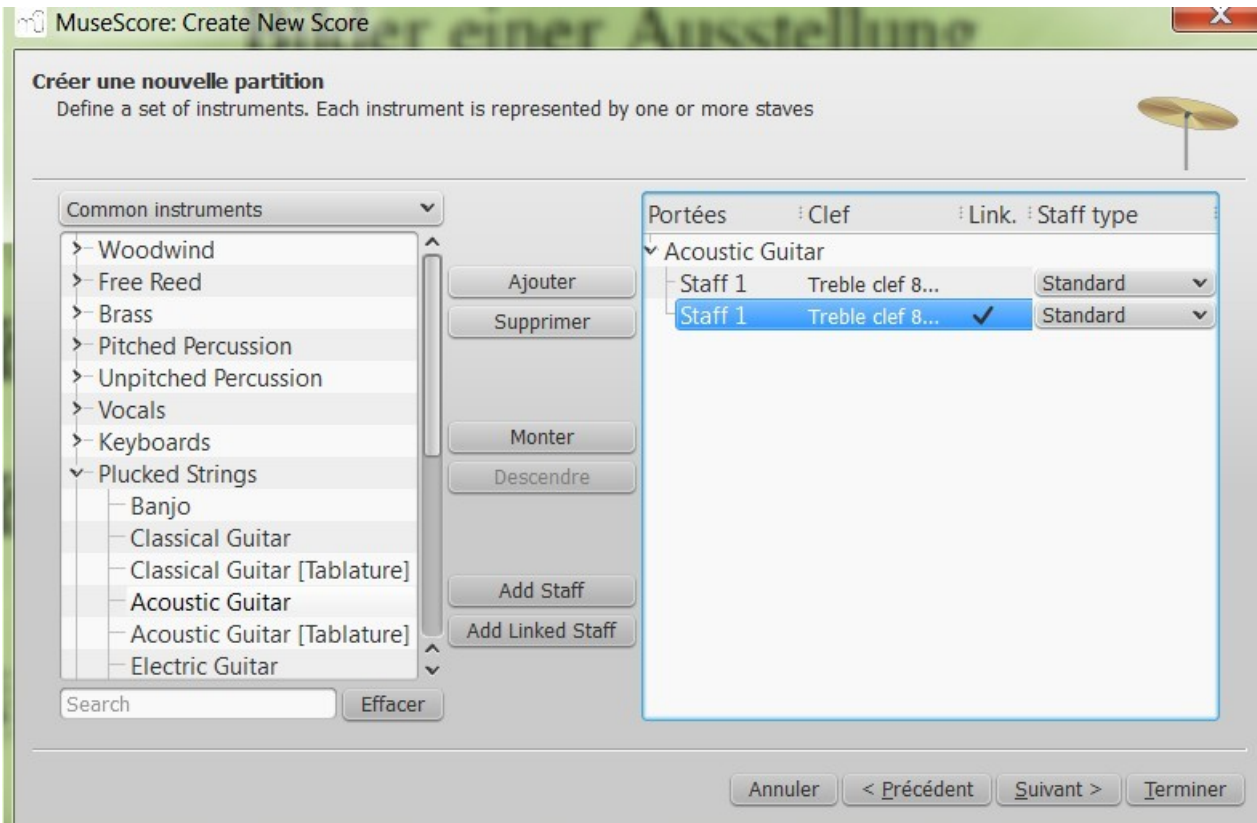 MuseScore: Create New Score
Bilder einer Ausstellung
X
Créer une nouvelle partition
Define a set of instruments. Each instrument is represented by one or more staves
Common instruments
Woodwind
Free Reed
Brass
Pitched Percussion
Unpitched Percussion
Vocals
Keyboards
Plucked Strings
Banjo
Classical Guitar
Classical Guitar [Tablature]
Acoustic Guitar
Acoustic Guitar [Tablature]
Electric Guitar
Search
Effacer
Ajouter
Supprimer
Monter
Descendre
Add Staff
Add Linked Staff
Portées Clef Link. Staff type
Acoustic Guitar
Staff 1 Treble clef 8... Standard
Staff 1 Treble clef 8... ✓ Standard
Annuler < Précédent Suivant > Terminer